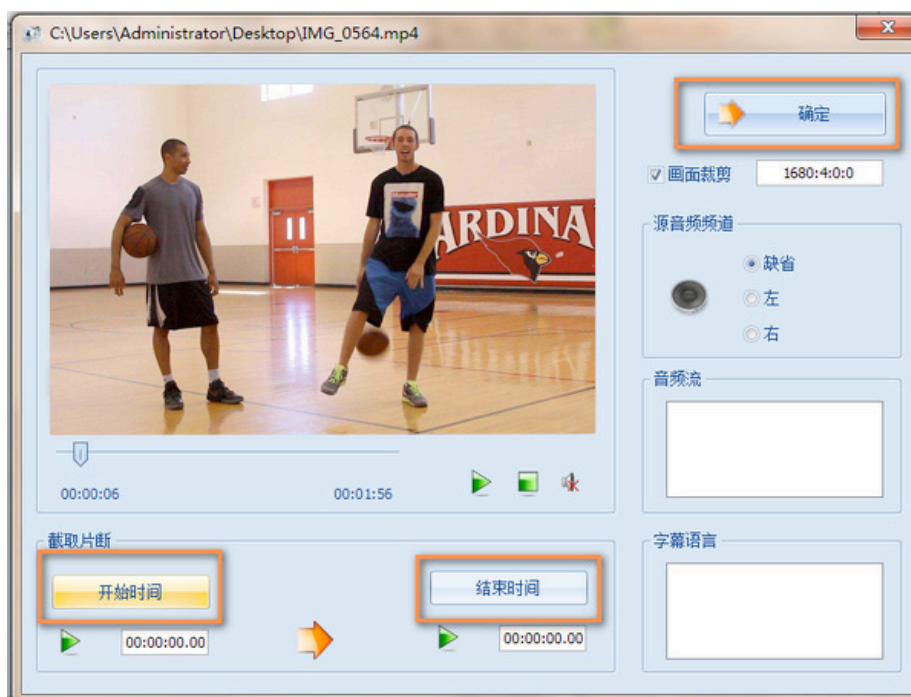 C:\Users\Administrator\Desktop\IMG_0564.mp4
确定
画面裁剪 1680:4:0:0
ARDINA
源音频频道
缺省
左
右
音频流
00:00:06 00:01:56
截取片断
字幕语言
开始时间 结束时间
00:00:00.00 00:00:00.00